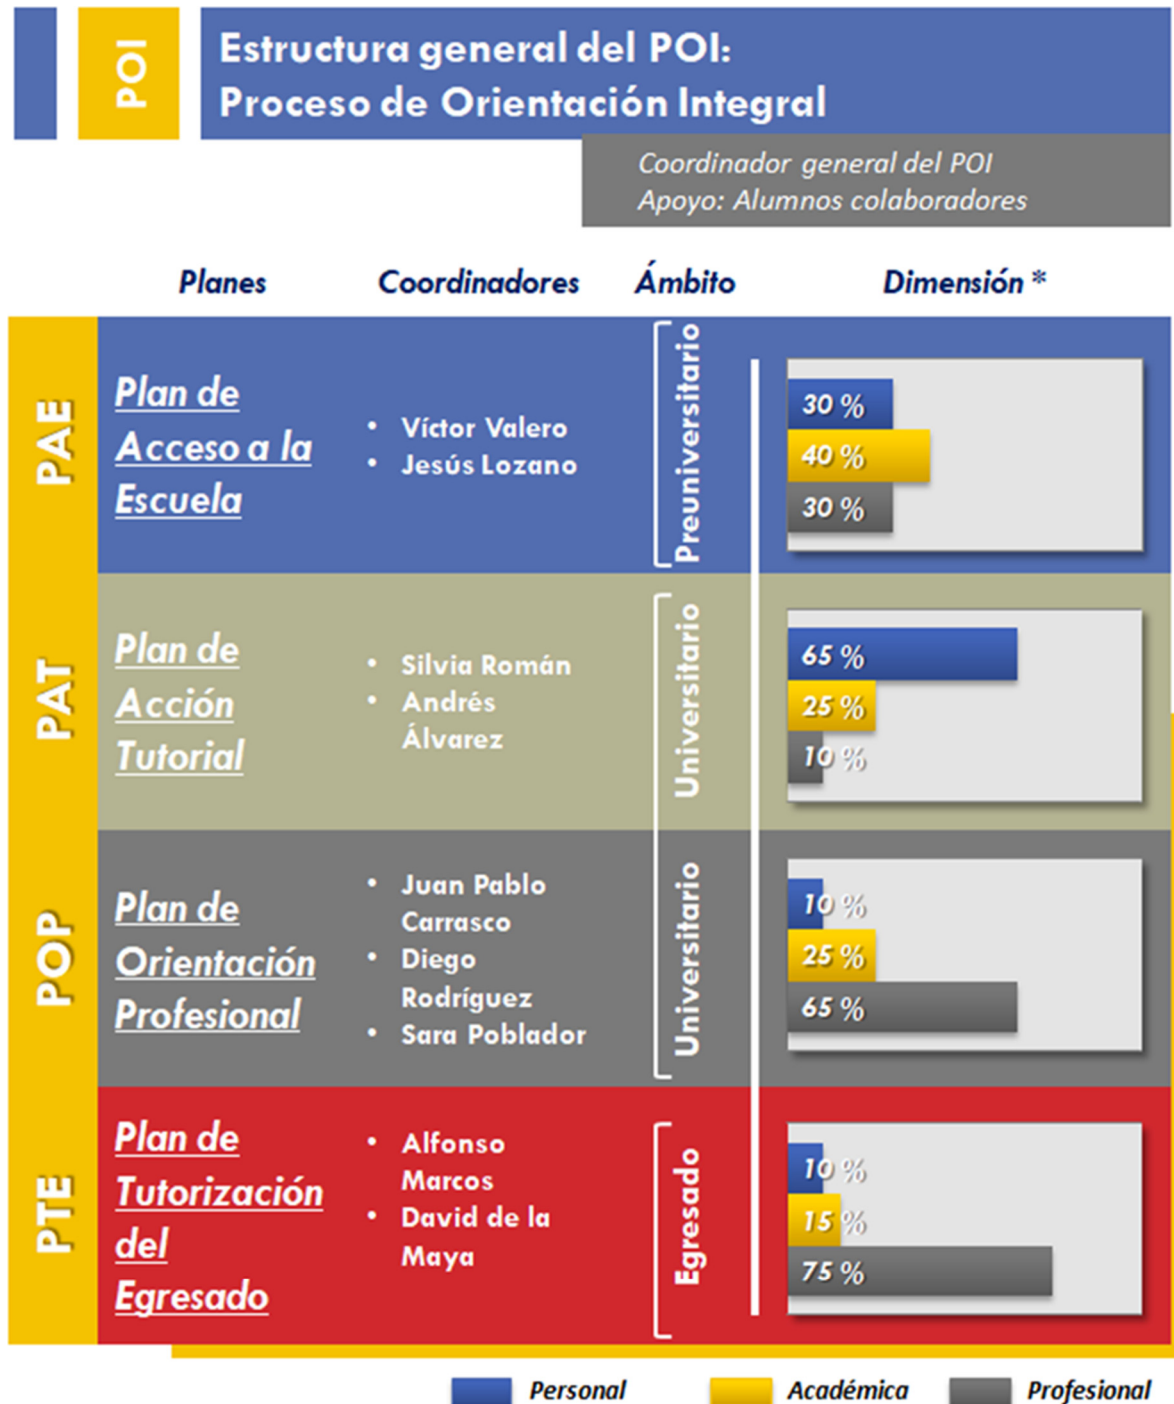 POI
Estructura general del POI:
Proceso de Orientación Integral
Coordinador general del POI
Apoyo: Alumnos colaboradores
Planes
Coordinadores
Ámbito
Dimensión *
PAE
Plan de
Acceso a la
Escuela
• Víctor Valero
• Jesús Lozano
Preuniversitario
30 %
40 %
30 %
PAT
Plan de
Acción
Tutorial
• Silvia Román
• Andrés
Álvarez
Universitario
65 %
25 %
10 %
POP
Plan de
Orientación
Profesional
• Juan Pablo
Carrasco
• Diego
Rodríguez
• Sara Poblador
Universitario
10 %
25 %
65 %
PTE
Plan de
Tutorización
del
Egresado
• Alfonso
Marcos
• David de la
Maya
Egresado
10 %
15 %
75 %
Personal
Académica
Profesional